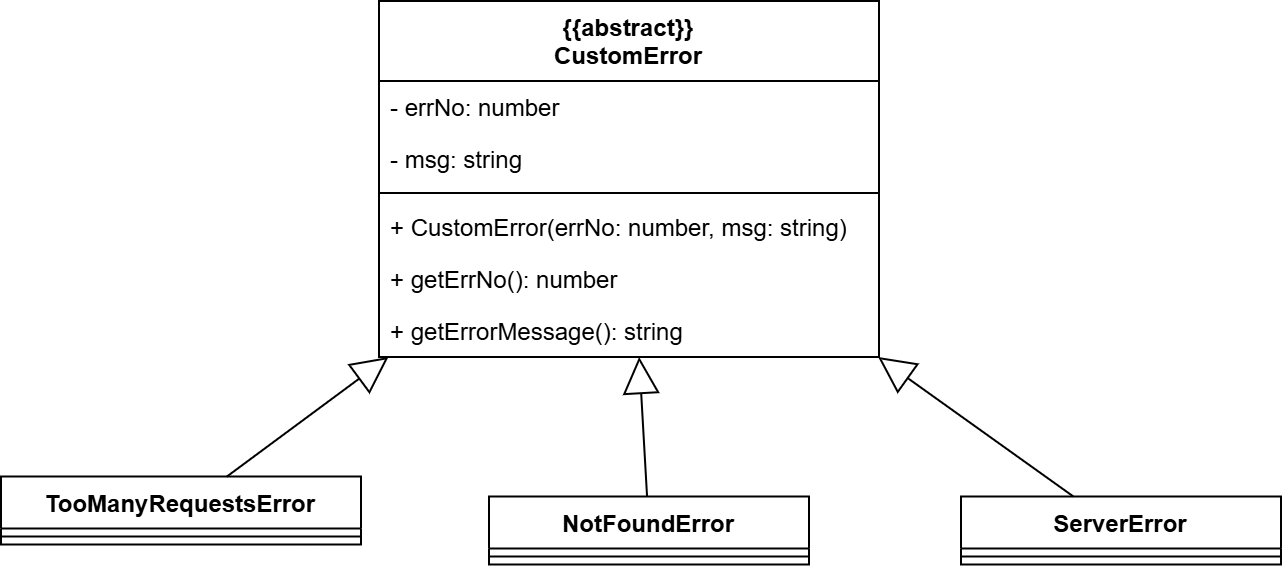 {{abstract}}
CustomError
- errNo: number
- msg: string
+ CustomError(errNo: number, msg: string)
+ getErrNo(): number
+ getErrorMessage(): string
TooManyRequestsError
NotFoundError
ServerError